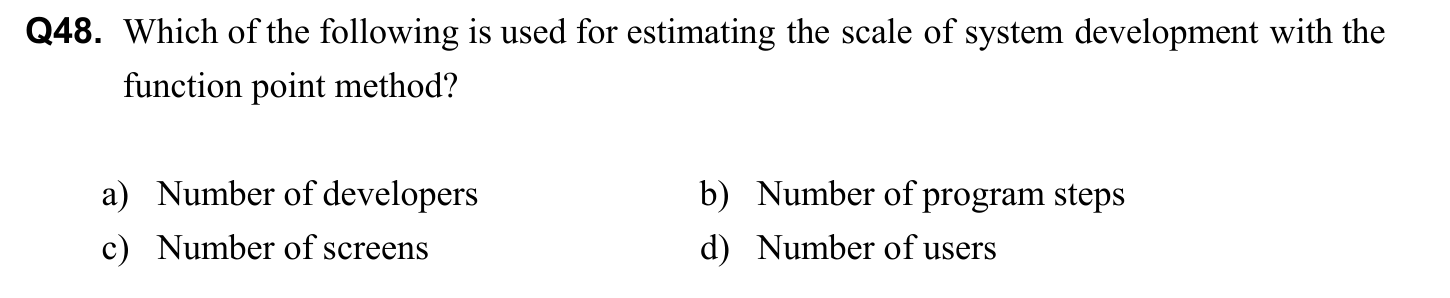 Q48. Which of the following is used for estimating the scale of system development with the
function point method?
a) Number of developers b) Number of program steps
c) Number of screens d) Number of users